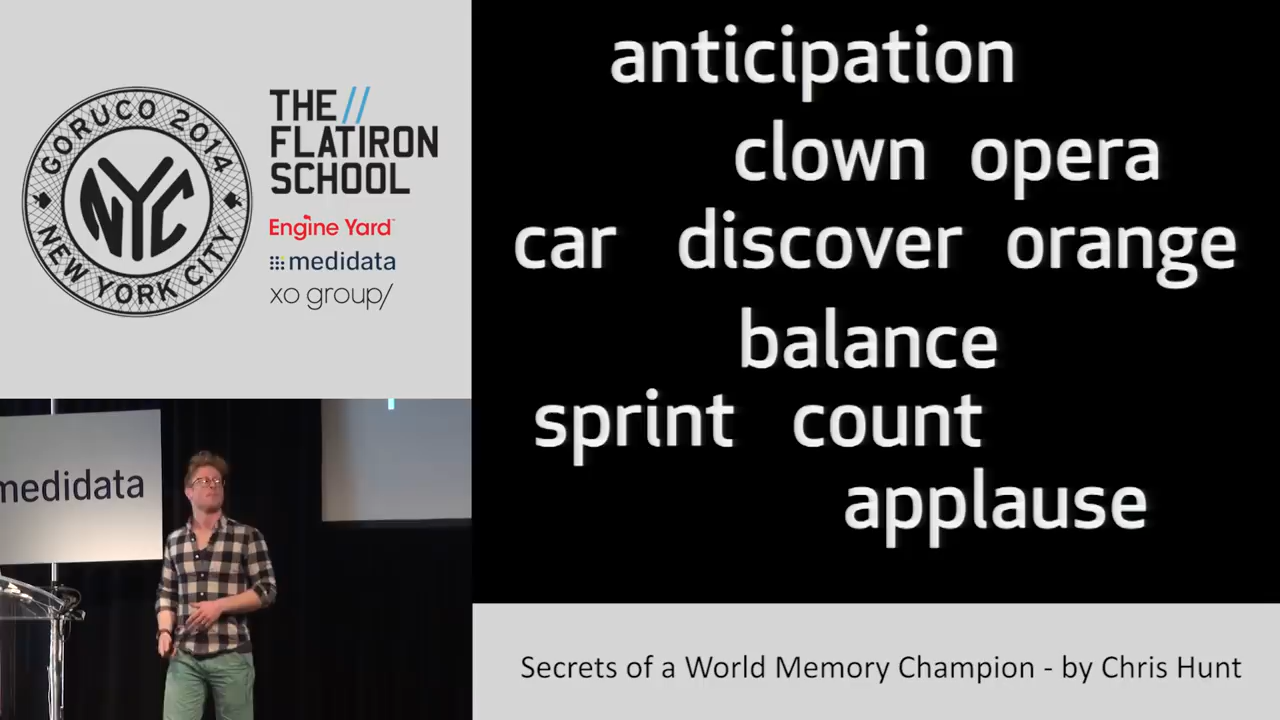 GORUCO 2014
NYC
NEW YORK CITY
THE //
FLATIRON
SCHOOL
Engine Yard
medidata
xo group/
anticipation
clown opera
car discover orange
balance
sprint count
applause
medidata
Secrets of a World Memory Champion - by Chris Hunt